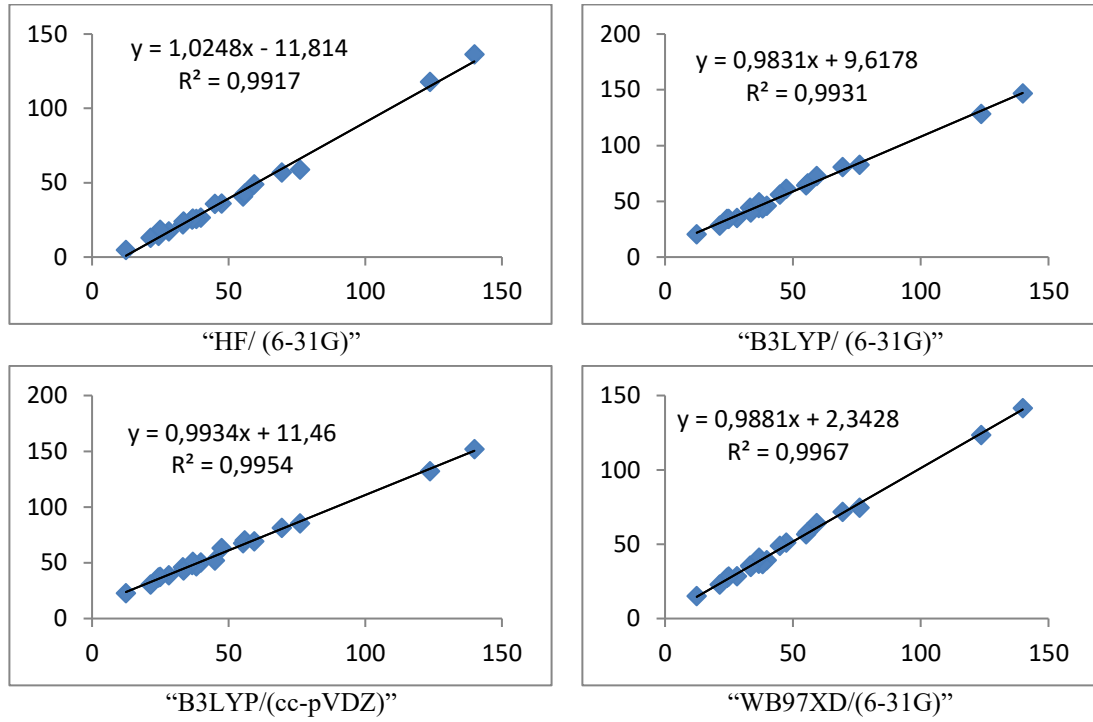 y = 1,0248x - 11,814
R² = 0,9917
150
100
50
0
0 50 100 150
“HF/ (6-31G)”
y = 0,9831x + 9,6178
R² = 0,9931
200
150
100
50
0
0 50 100 150
“B3LYP/ (6-31G)”
y = 0,9934x + 11,46
R² = 0,9954
200
150
100
50
0
0 50 100 150
“B3LYP/(cc-pVDZ)”
y = 0,9881x + 2,3428
R² = 0,9967
150
100
50
0
0 50 100 150
“WB97XD/(6-31G)”